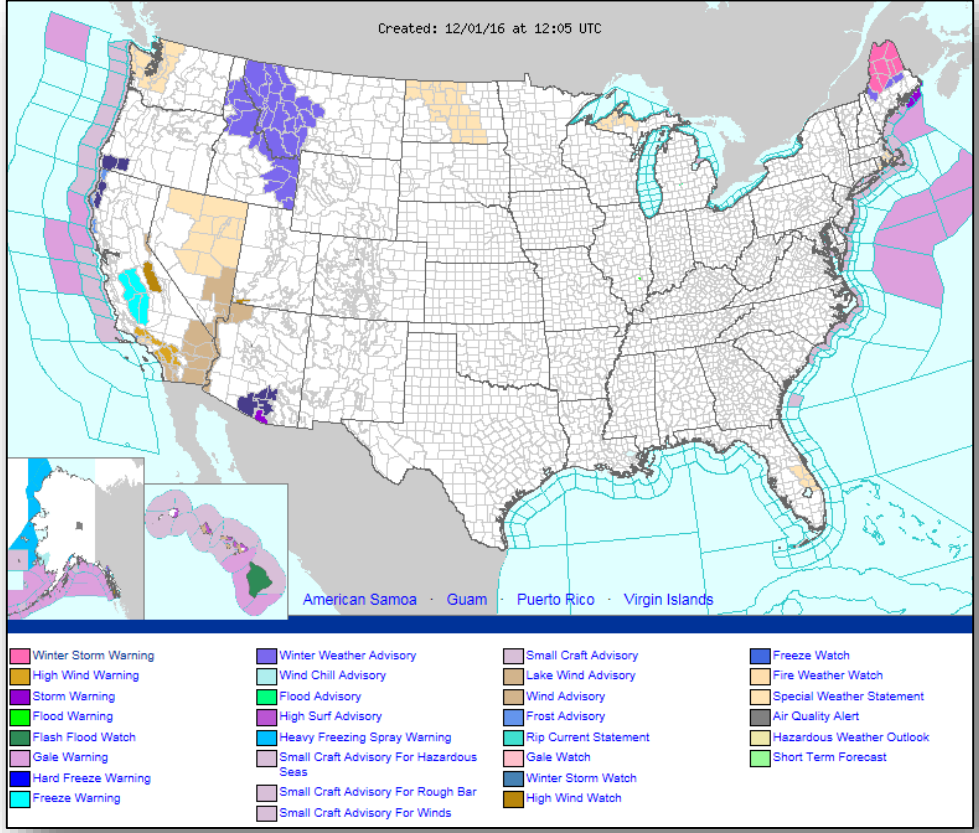 Created: 12/01/16 at 12:05 UTC
American Samoa · Guam · Puerto Rico · Virgin Islands
Winter Storm Warning
High Wind Warning
Storm Warning
Flood Warning
Flash Flood Watch
Gale Warning
Hard Freeze Warning
Freeze Warning
Winter Weather Advisory
Wind Chill Advisory
Flood Advisory
High Surf Advisory
Heavy Freezing Spray Warning
Small Craft Advisory For Hazardous
Seas
Small Craft Advisory For Rough Bar
Small Craft Advisory For Winds
Small Craft Advisory
Lake Wind Advisory
Wind Advisory
Frost Advisory
Rip Current Statement
Gale Watch
Winter Storm Watch
High Wind Watch
Freeze Watch
Fire Weather Watch
Special Weather Statement
Air Quality Alert
Hazardous Weather Outlook
Short Term Forecast